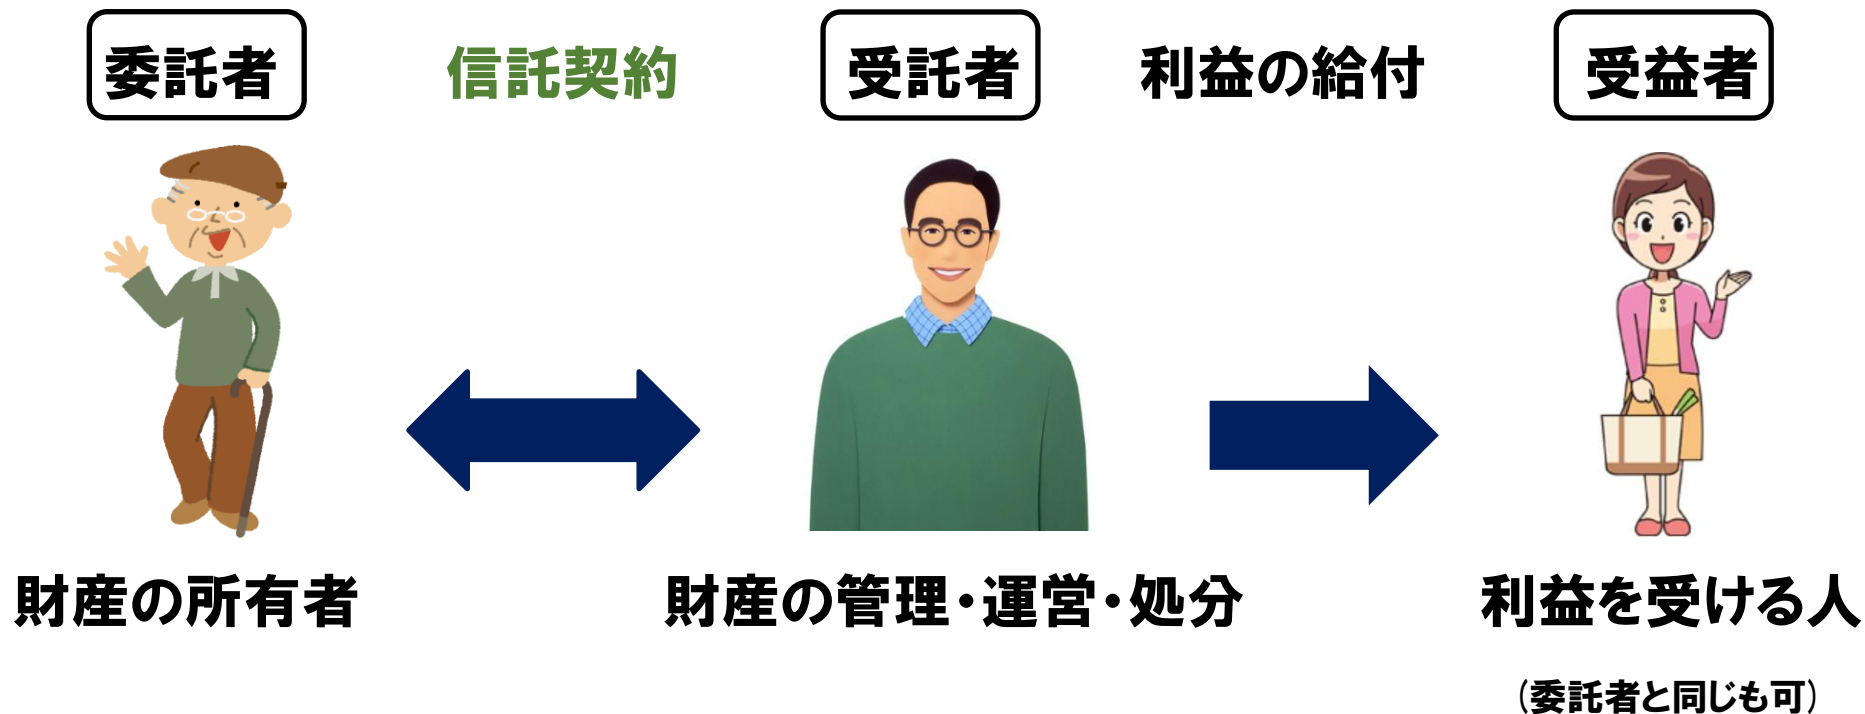 委託者 信託契約 受託者 利益の給付 受益者
財産の所有者 財産の管理・運営・処分 利益を受ける人
(委託者と同じも可)